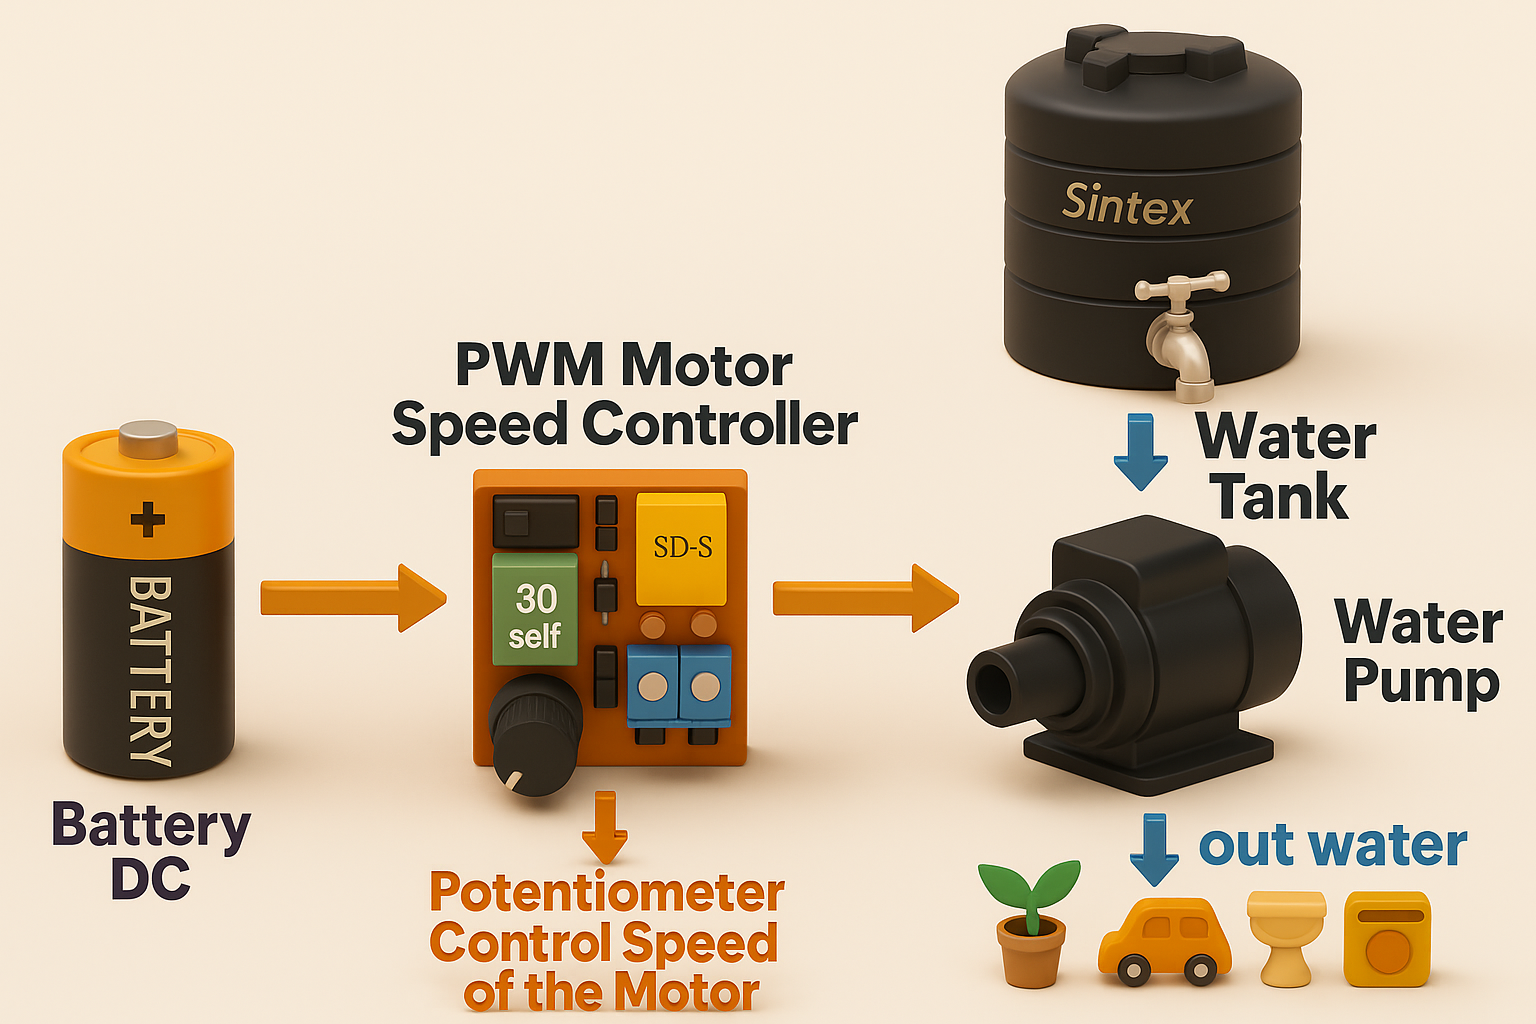 Sintex
PWM Motor
Speed Controller
Water
Tank
+
BATTERY
SD-S
30
self
Water
Pump
Battery
DC
out water
Potentiometer
Control Speed
of the Motor